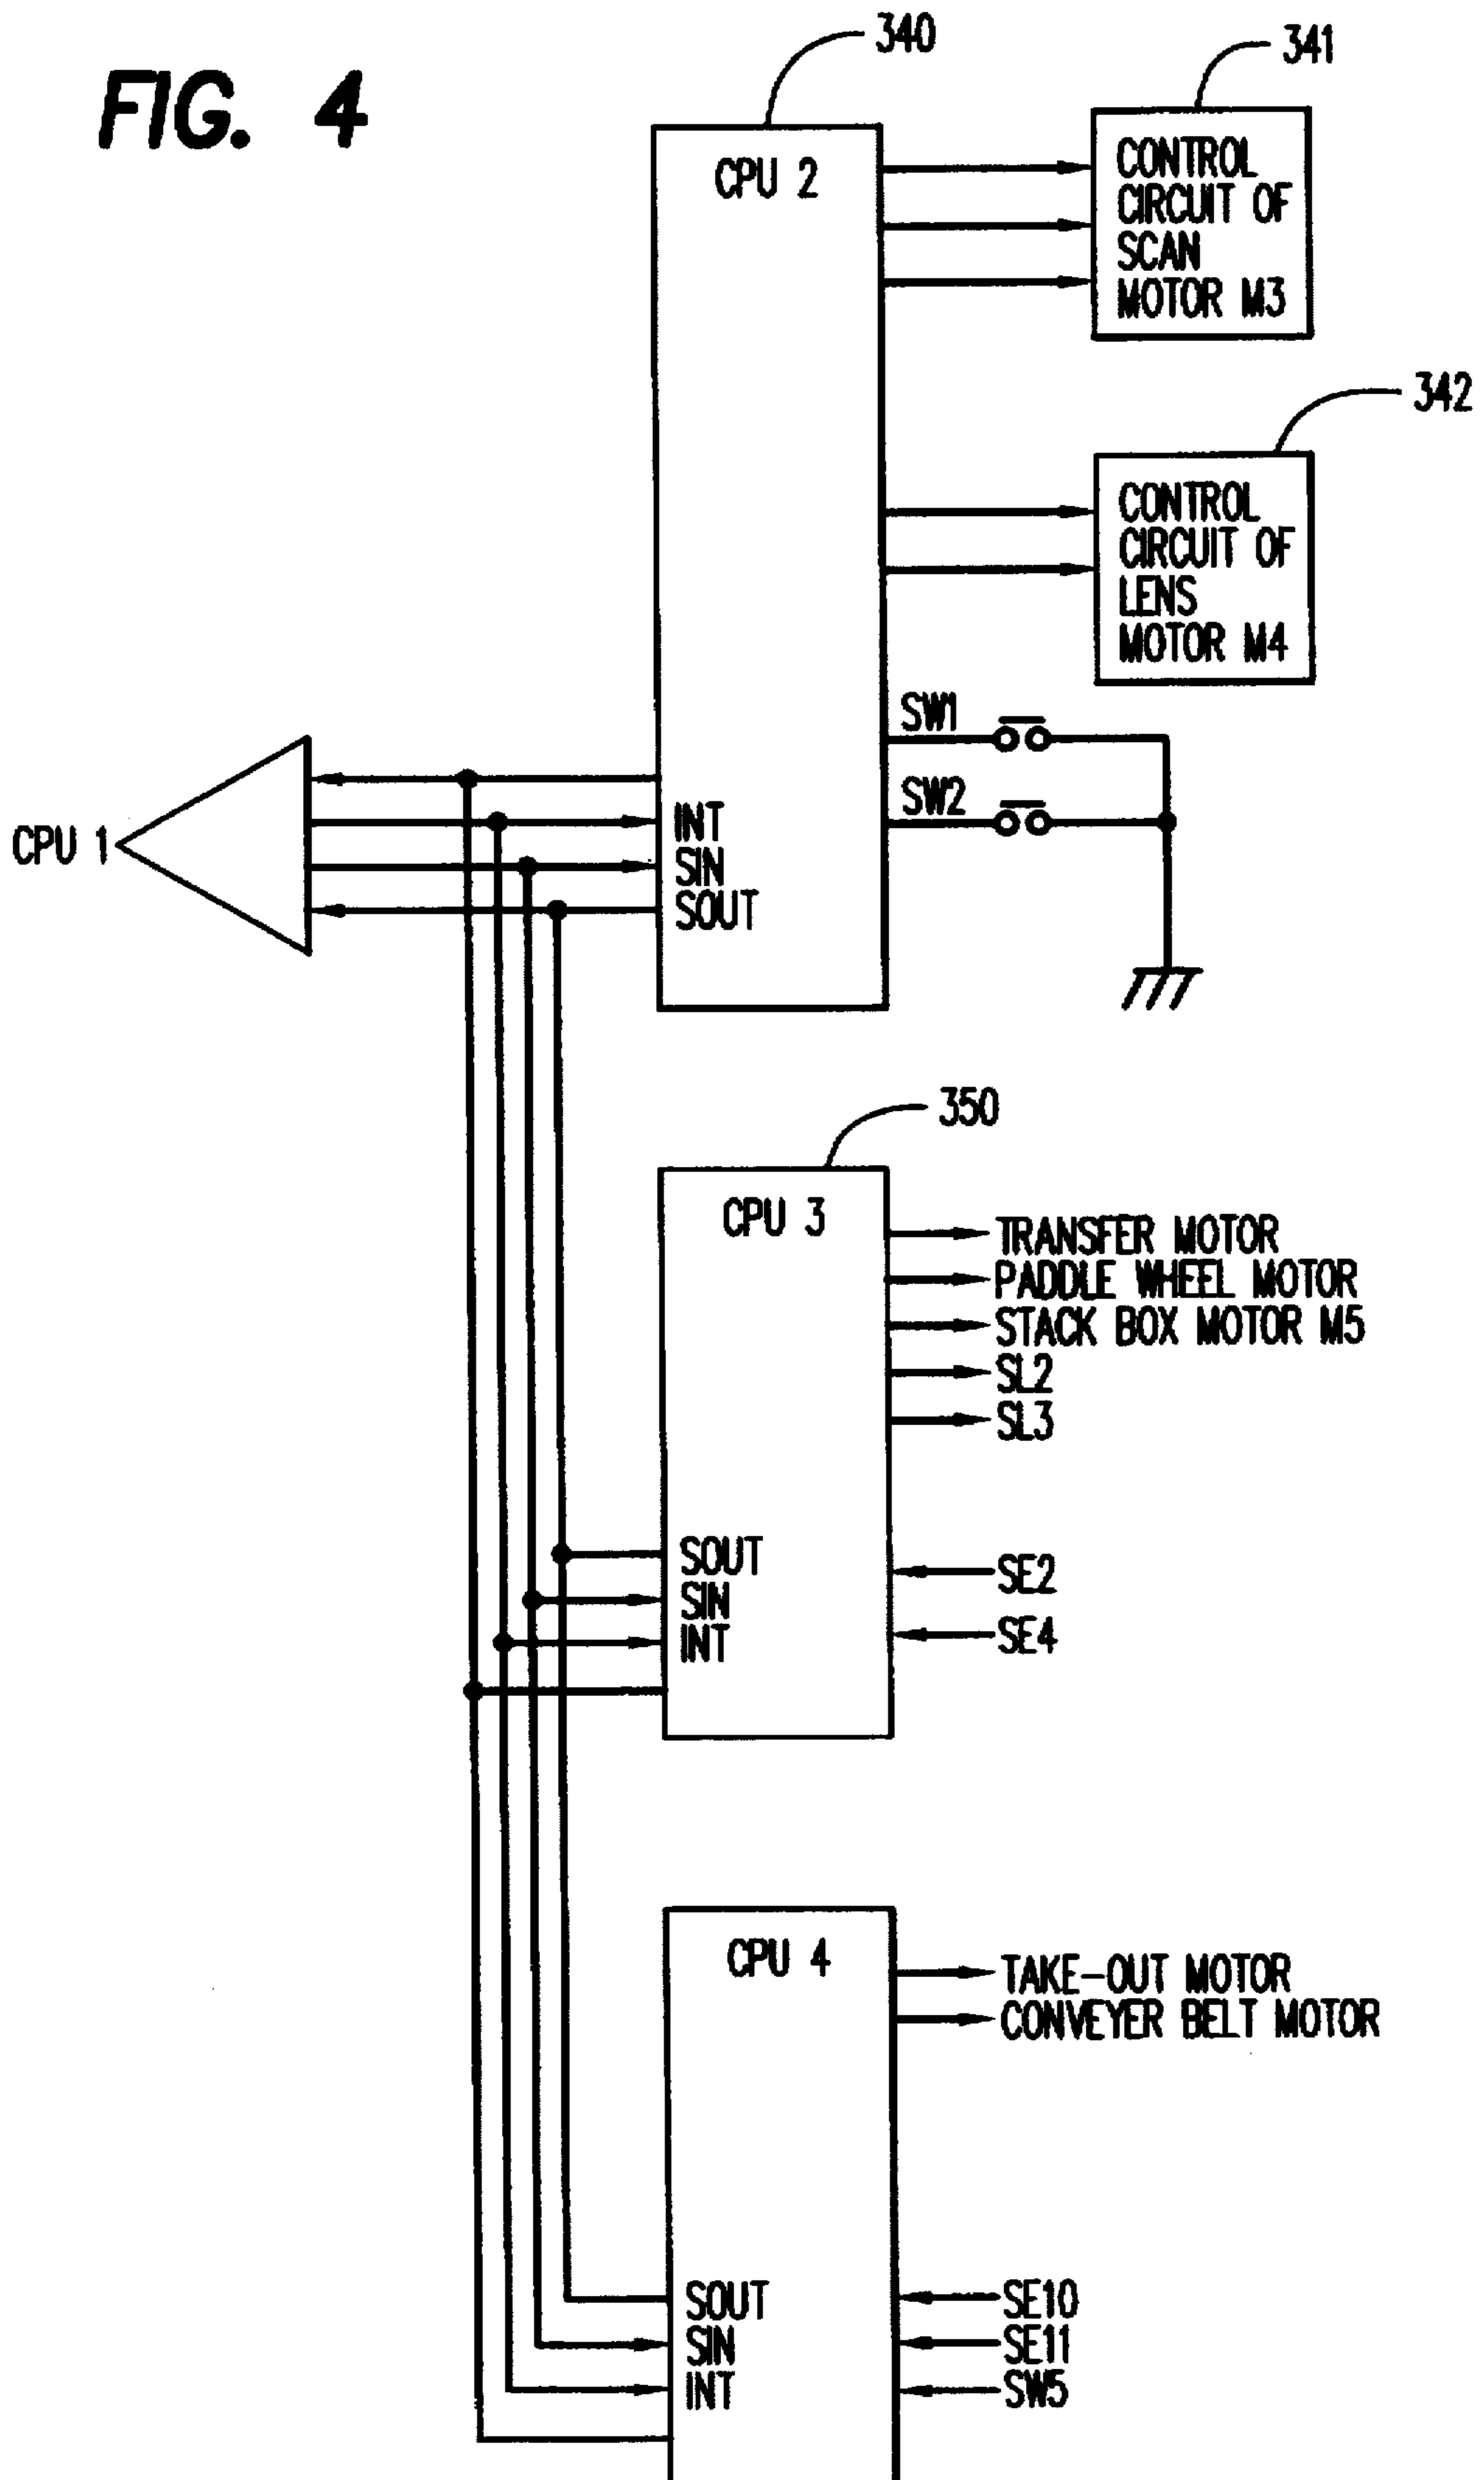 FIG. 4
340
341
CPU 2
CONTROL
CIRCUIT OF
SCAN
MOTOR M3
342
CONTROL
CIRCUIT OF
LENS
MOTOR M4
SW1
SW2
CPU 1
INT
SIN
SOUT
350
CPU 3
TRANSFER MOTOR
PADDLE WHEEL MOTOR
STACK BOX MOTOR M5
SL2
SL3
SOUT
SIN
INT
SE2
SE4
CPU 4
TAKE-OUT MOTOR
CONVEYER BELT MOTOR
SOUT
SIN
INT
SE10
SE11
SW5